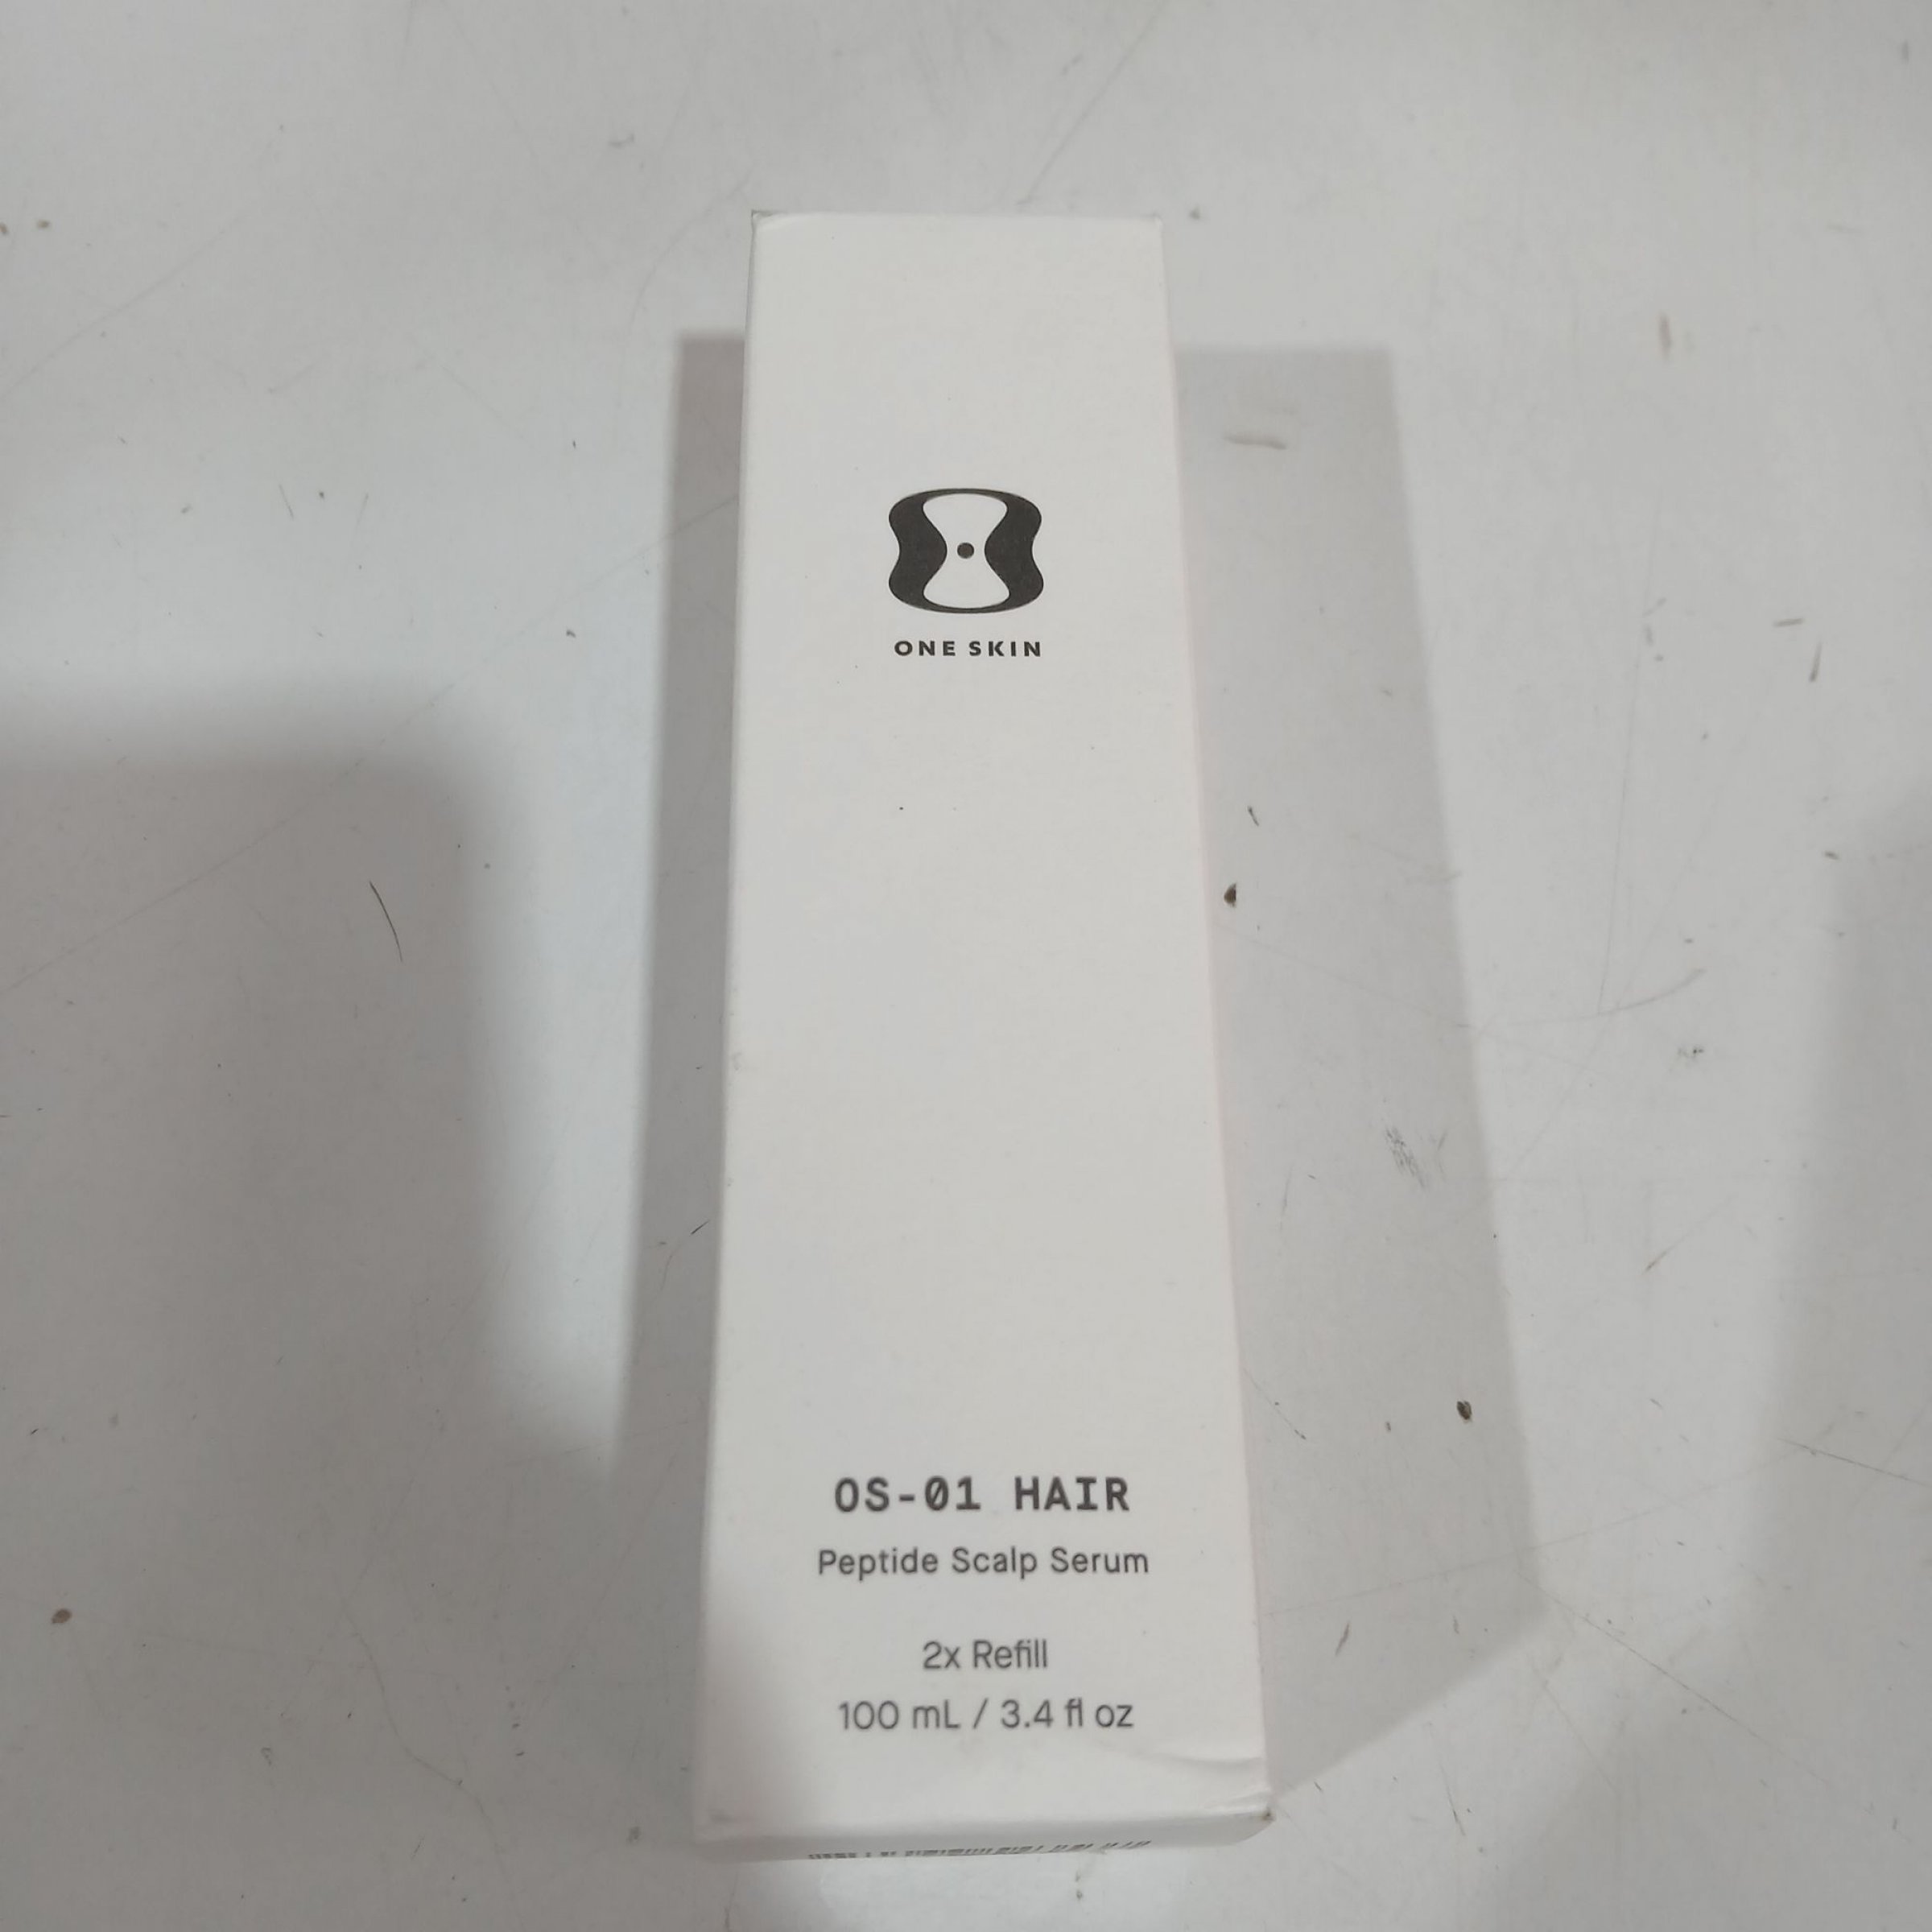 ONE SKIN
OS-01 HAIR
Peptide Scalp Serum
2x Refill
100 mL / 3.4 fl oz